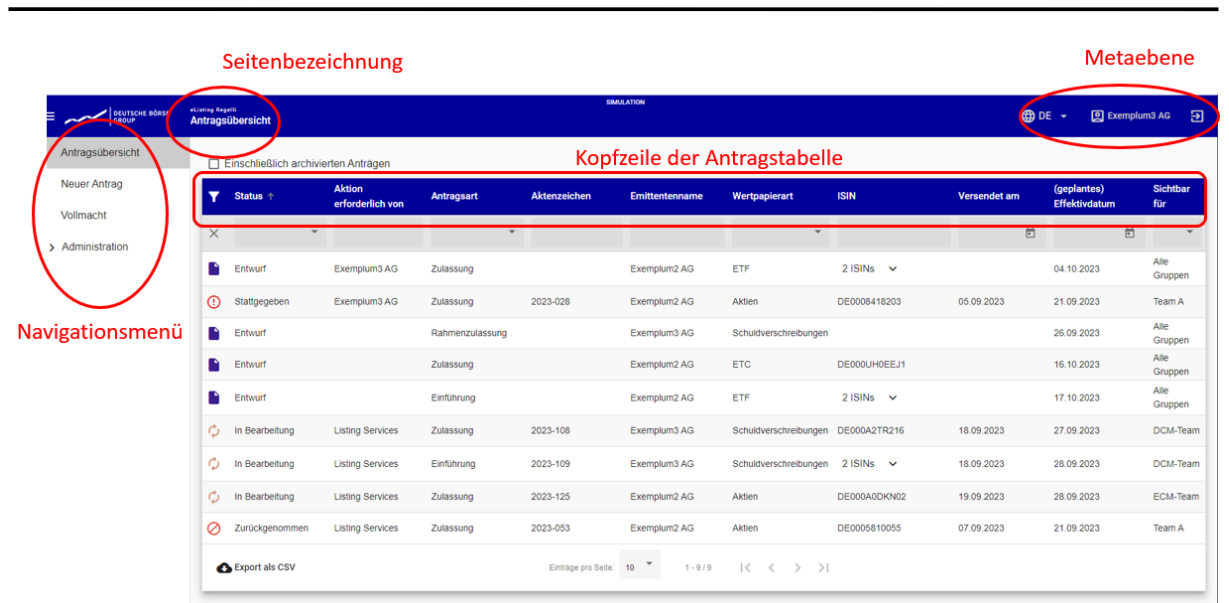 Seitenbezeichnung
Metaebene
SIMULATION
DEUTSCHE BÖRSE
GROUP
eListing RegelII
Antragsübersicht
DE
Exemplum3 AG
Antragsübersicht
Neuer Antrag
Vollmacht
Administration
Navigationsmenü
Einschließlich archivierten Anträgen
Kopfzeile der Antragstabelle
Status Aktion erforderlich von Antragsart Aktenzeichen Emittentenname Wertpapierart ISIN Versendet am (geplantes) Effektivdatum Sichtbar für
Entwurf Exemplum3 AG Zulassung Exemplum2 AG ETF 2 ISINs 04.10.2023 Alle Gruppen
Stattgegeben Exemplum3 AG Zulassung 2023-028 Exemplum2 AG Aktien DE0008418203 05.09.2023 21.09.2023 Team A
Entwurf Rahmenzulassung Exemplum3 AG Schuldverschreibungen 26.09.2023 Alle Gruppen
Entwurf Zulassung Exemplum2 AG ETC DE000UH0EEJ1 16.10.2023 Alle Gruppen
Entwurf Einführung Exemplum2 AG ETF 2 ISINs 17.10.2023 Alle Gruppen
In Bearbeitung Listing Services Zulassung 2023-108 Exemplum3 AG Schuldverschreibungen DE000A2TR216 18.09.2023 27.09.2023 DCM-Team
In Bearbeitung Listing Services Einführung 2023-109 Exemplum3 AG Schuldverschreibungen 2 ISINs 18.09.2023 28.09.2023 DCM-Team
In Bearbeitung Listing Services Zulassung 2023-125 Exemplum2 AG Aktien DE000A0DKN02 19.09.2023 28.09.2023 ECM-Team
Zurückgenommen Listing Services Zulassung 2023-053 Exemplum2 AG Aktien DE0005810055 07.09.2023 21.09.2023 Team A
Export als CSV
Einträge pro Seite: 10 1 - 9 / 9